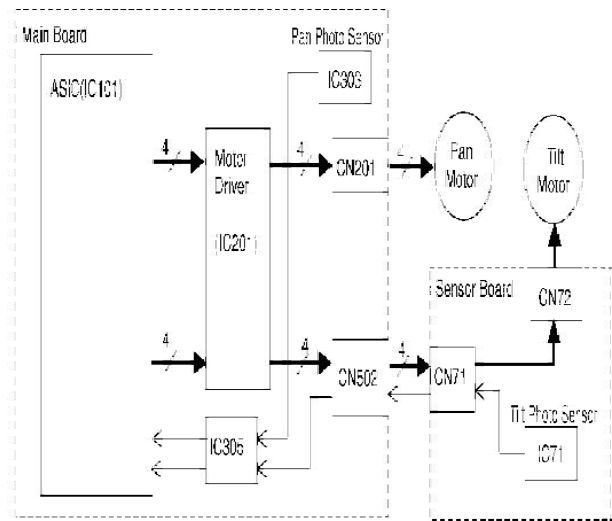 Main Board
Pan Photo Sensor
ASIC(IC101)
IC303
4
Motor
Driver
(IC201)
4
CN201
4
Pan
Motor
Tilt
Motor
Sensor Board
CN72
4
4
CN502
4
CN71
Tilt Photo Sensor
IC305
IC71